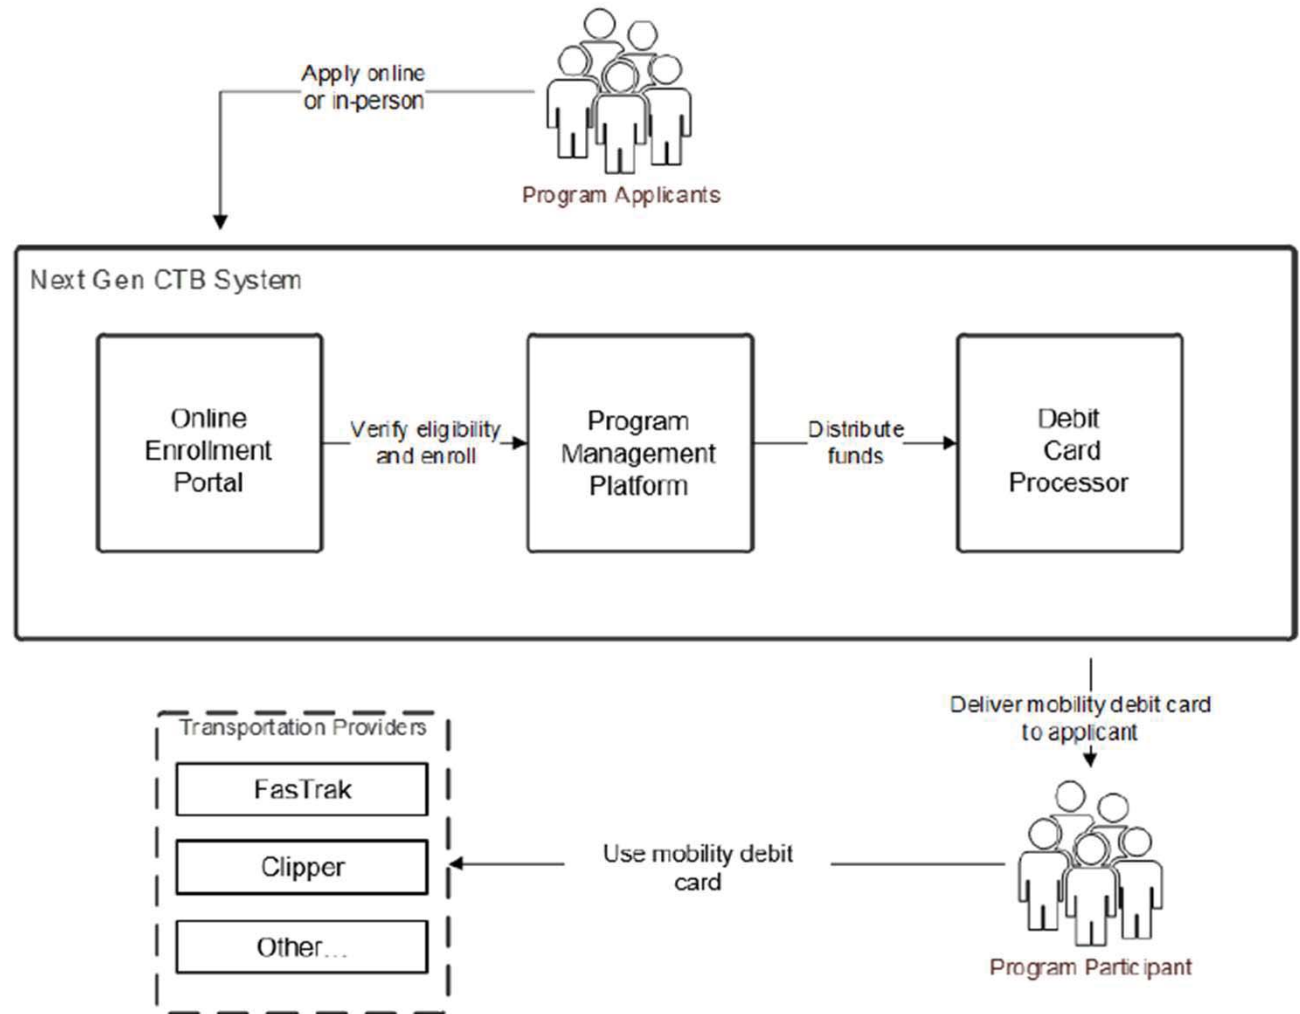 Apply online
or in-person
Program Applicants
Next Gen CTB System
Online
Enrollment
Portal
Verify eligibility
and enroll
Program
Management
Platform
Distribute
funds
Debit
Card
Processor
Deliver mobility debit card
to applicant
Transportation Providers
FasTrak
Clipper
Other...
Use mobility debit
card
Program Participant